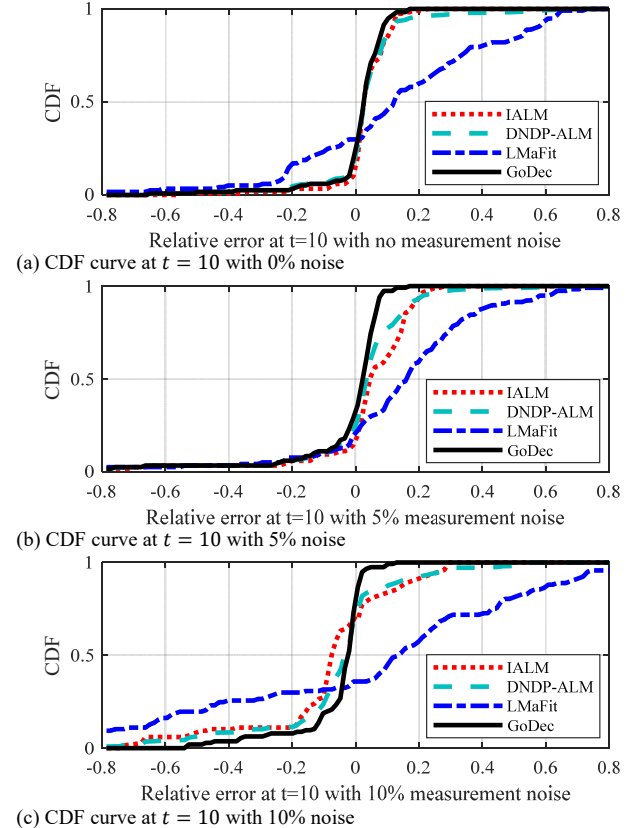 1
0.5
0
CDF
IALM
DNDP-ALM
LMaFit
GoDec
-0.8 -0.6 -0.4 -0.2 0 0.2 0.4 0.6 0.8
Relative error at t=10 with no measurement noise
(a) CDF curve at t = 10 with 0% noise
1
0.5
0
CDF
IALM
DNDP-ALM
LMaFit
GoDec
-0.8 -0.6 -0.4 -0.2 0 0.2 0.4 0.6 0.8
Relative error at t=10 with 5% measurement noise
(b) CDF curve at t = 10 with 5% noise
1
0.5
0
CDF
IALM
DNDP-ALM
LMaFit
GoDec
-0.8 -0.6 -0.4 -0.2 0 0.2 0.4 0.6 0.8
Relative error at t=10 with 10% measurement noise
(c) CDF curve at t = 10 with 10% noise